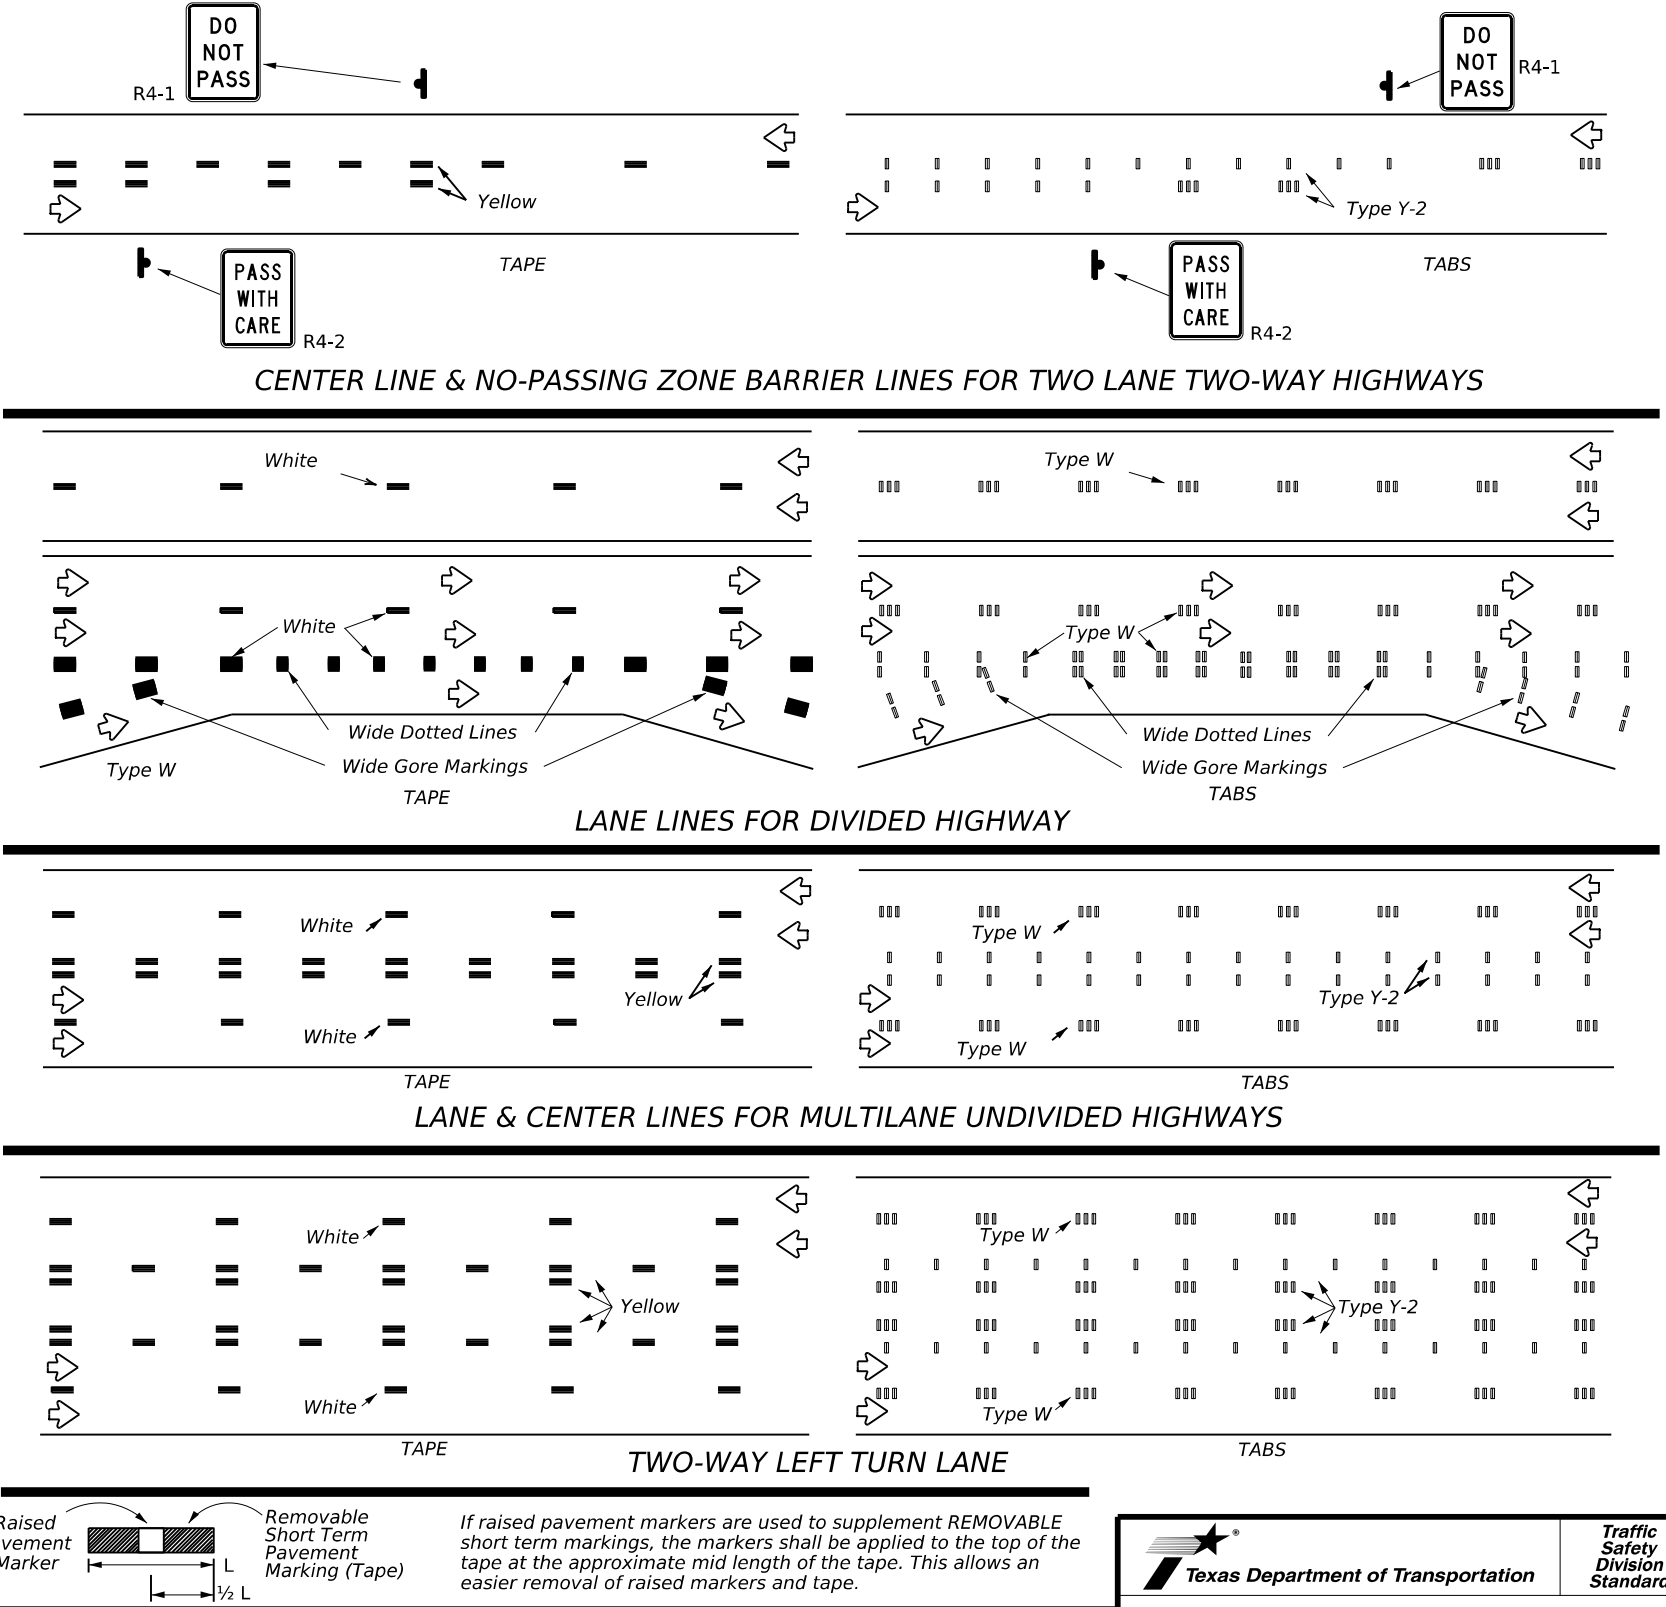 DO
NOT
PASS
R4-1
DO
NOT
PASS
R4-1
Yellow
Type Y-2
PASS
WITH
CARE
R4-2
TAPE
PASS
WITH
CARE
R4-2
TABS
CENTER LINE & NO-PASSING ZONE BARRIER LINES FOR TWO LANE TWO-WAY HIGHWAYS
White
Type W
White
Type W
Wide Dotted Lines
Wide Gore Markings
Type W
TAPE
Wide Dotted Lines
Wide Gore Markings
TABS
LANE LINES FOR DIVIDED HIGHWAY
White
Yellow
White
TAPE
Type W
Type Y-2
Type W
TABS
LANE & CENTER LINES FOR MULTILANE UNDIVIDED HIGHWAYS
White
Yellow
White
TAPE
Type W
Type Y-2
Type W
TABS
TWO-WAY LEFT TURN LANE
Raised
vement
Marker
L
½ L
Removable
Short Term
Pavement
Marking (Tape)
If raised pavement markers are used to supplement REMOVABLE
short term markings, the markers shall be applied to the top of the
tape at the approximate mid length of the tape. This allows an
easier removal of raised markers and tape.
®
Texas Department of Transportation
Traffic
Safety
Division
Standard